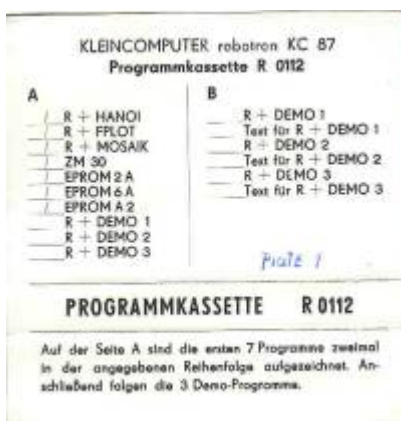 KLEINCOMPUTER robotron KC 87
Programmkassette R 0112
A
/ R + HANOI
/ R + FPLOT
/ R + MOSAIK
/ ZM 30
/ EPROM 2 A
/ EPROM 6 A
/ EPROM A 2
R + DEMO 1
R + DEMO 2
R + DEMO 3
B
R + DEMO 1
Text für R + DEMO 1
R + DEMO 2
Text für R + DEMO 2
R + DEMO 3
Text für R + DEMO 3
PROGRAMMKASSETTE R 0112
Auf der Seite A sind die ersten 7 Programme zweimal
in der angegebenen Reihenfolge aufgezeichnet. An-
schließend folgen die 3 Demo-Programme.